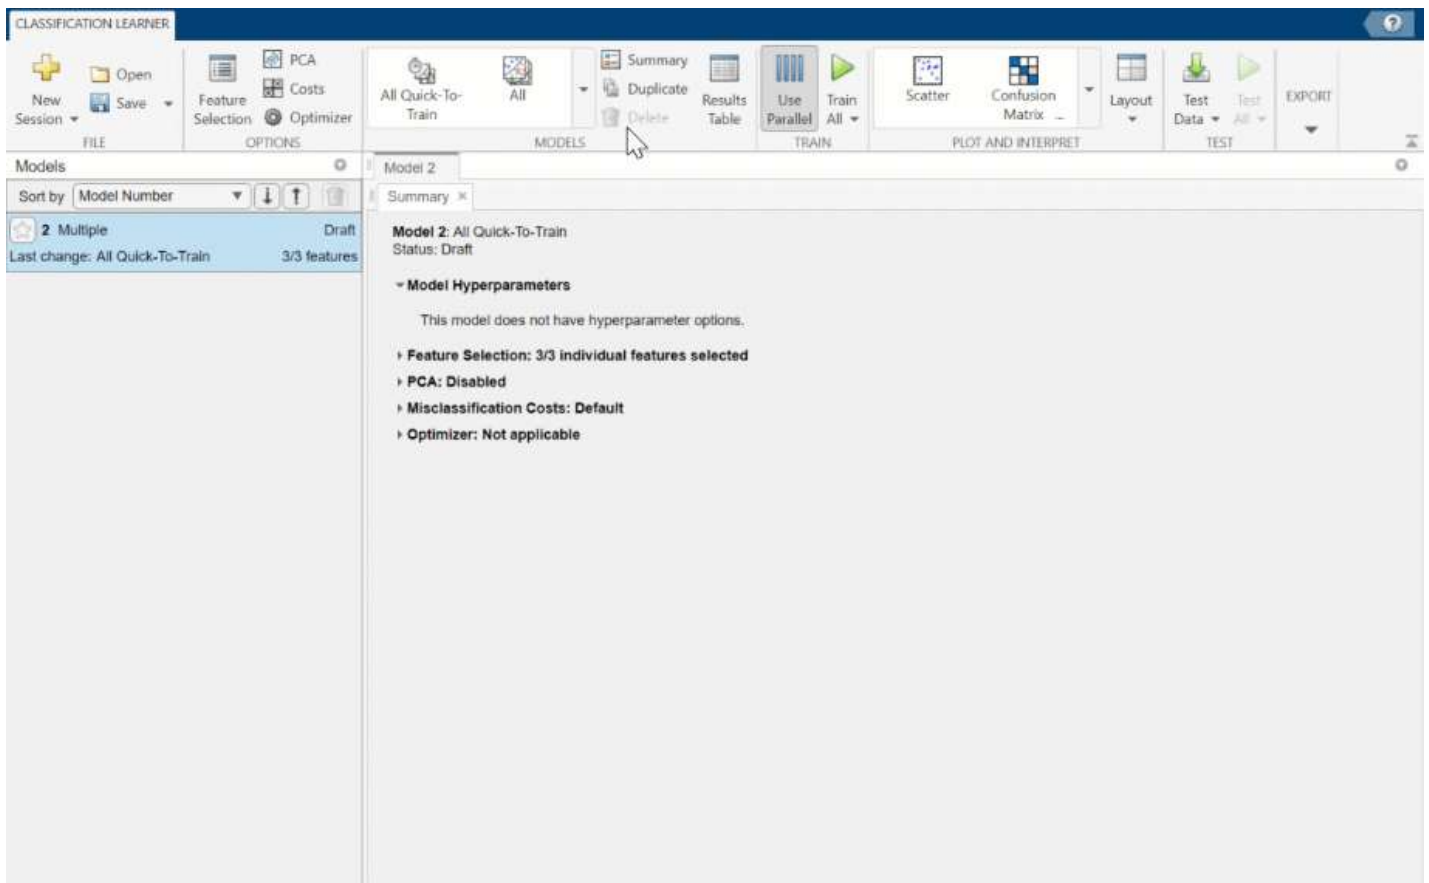 CLASSIFICATION LEARNER
?
New Session
Open
Save
FILE
Feature Selection
PCA
Costs
Optimizer
OPTIONS
All Quick-To-
Train
All
Summary
Duplicate
Delete
Results
Table
MODELS
Use
Parallel
Train
All
TRAIN
Scatter
Confusion
Matrix ...
PLOT AND INTERPRET
Layout
Test
Data
Test
All
TEST
EXPORT
Models
Sort by Model Number
2 Multiple Draft
Last change: All Quick-To-Train 3/3 features
Model 2
Summary ×
Model 2: All Quick-To-Train
Status: Draft
Model Hyperparameters
This model does not have hyperparameter options.
Feature Selection: 3/3 individual features selected
PCA: Disabled
Misclassification Costs: Default
Optimizer: Not applicable